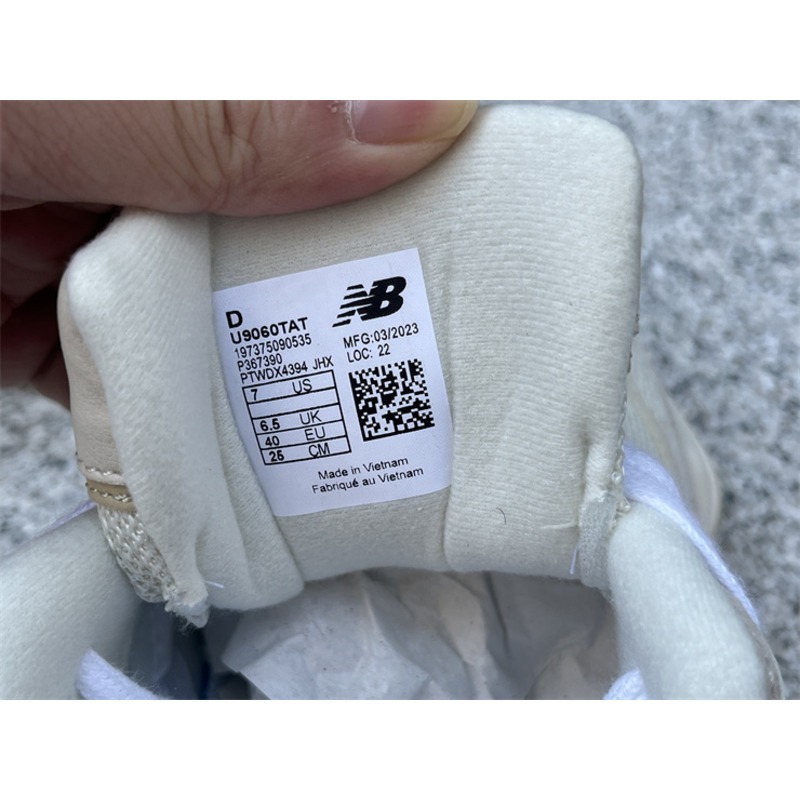 NB
D
U9060TAT
197375090535
P367390
PTWDX4394 JHX
MFG:03/2023
LOC: 22
7 US
6.5 UK
40 EU
25 CM
Made in Vietnam
Fabriqué au Vietnam